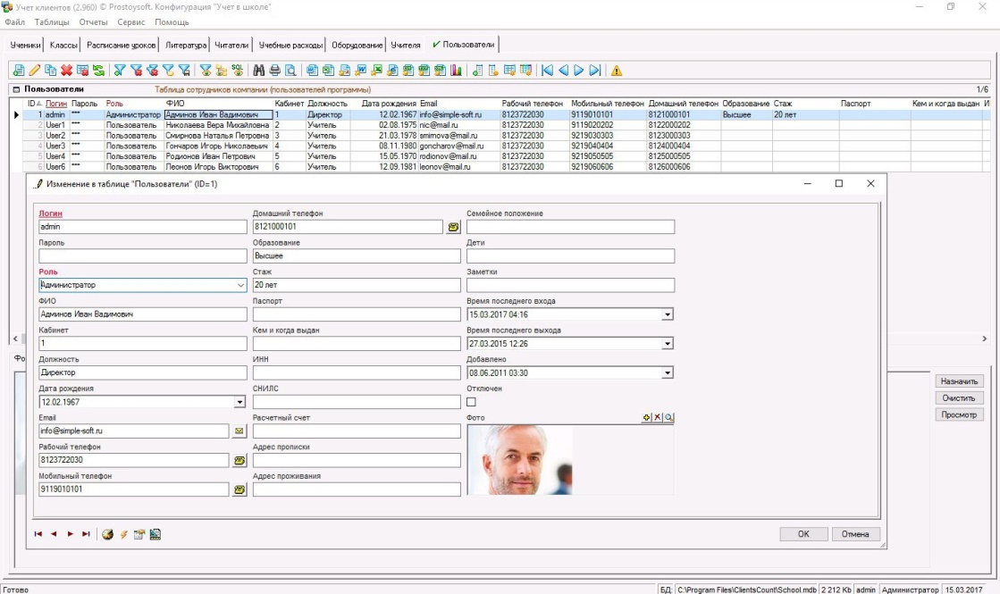 Учет клиентов (2.960) © Prostoysoft. Конфигурация "Учет в школе"
Файл Таблицы Отчеты Сервис Помощь
Ученики Классы Расписание уроков Литература Читатели Учебные расходы Оборудование Учителя Пользователи
Пользователи Таблица сотрудников компании (пользователей программы) 1/6
ID Логин Пароль Роль ФИО Кабинет Должность Дата рождения Email Рабочий телефон Мобильный телефон Домашний телефон Образование Стаж Паспорт Кем и когда выдан И
1 admin *** Администратор Админов Иван Вадимович 1 Директор 12.02.1967 info@simple-soft.ru 8123722030 9119010101 8121000101 Высшее 20 лет
2 User1 *** Пользователь Николаева Вера Михайловна 2 Учитель 02.08.1975 nic@mail.ru 8123722030 9119020202 8122000202
3 User2 *** Пользователь Смирнова Наталья Петровна 3 Учитель 21.03.1978 smirnova@mail.ru 8123722030 9219030303 8123000303
4 User3 *** Пользователь Гончаров Игорь Николаевич 4 Учитель 08.11.1980 goncharov@mail.ru 8123722030 9219040404 8124000404
5 User4 *** Пользователь Родионов Иван Петрович 5 Учитель 15.05.1970 rodionov@mail.ru 8123722030 9219050505 8125000505
6 User6 *** Пользователь Леонов Игорь Викторович 6 Учитель 12.09.1981 leonov@mail.ru 8123722030 9219060606 8126000606
Изменение в таблице "Пользователи" (ID=1)
Логин Домашний телефон Семейное положение
admin 8121000101
Пароль Образование Дети
Высшее
Роль Стаж Заметки
Администратор 20 лет
ФИО Паспорт Время последнего входа
Админов Иван Вадимович 15.03.2017 04:16
Кабинет Кем и когда выдан Время последнего выхода
1 27.03.2015 12:26
Должность ИНН Добавлено
Директор 08.06.2011 03:30
Дата рождения СНИЛС Отключен
12.02.1967
Email Расчетный счет Фото
info@simple-soft.ru
Рабочий телефон Адрес прописки
8123722030
Мобильный телефон Адрес проживания
9119010101
Фо
Назначить
Очистить
Просмотр
OK Отмена
Готово БД: C:\Program Files\ClientsCount\School.mdb 2 212 Kb admin Администратор 15.03.2017